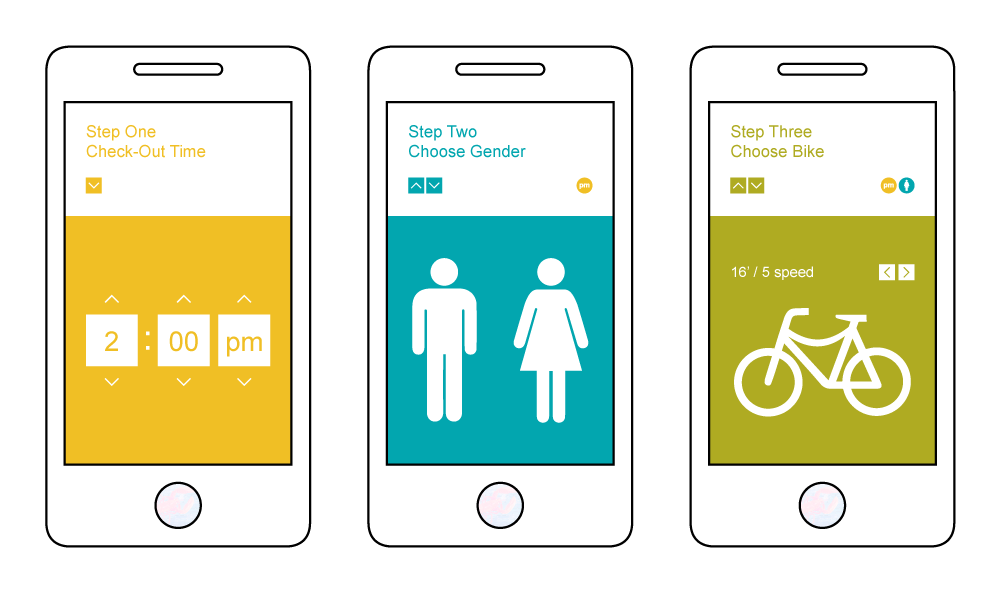 Step One
Check-Out Time
2 : 00 pm
Step Two
Choose Gender
pm
Step Three
Choose Bike
pm
16’ / 5 speed